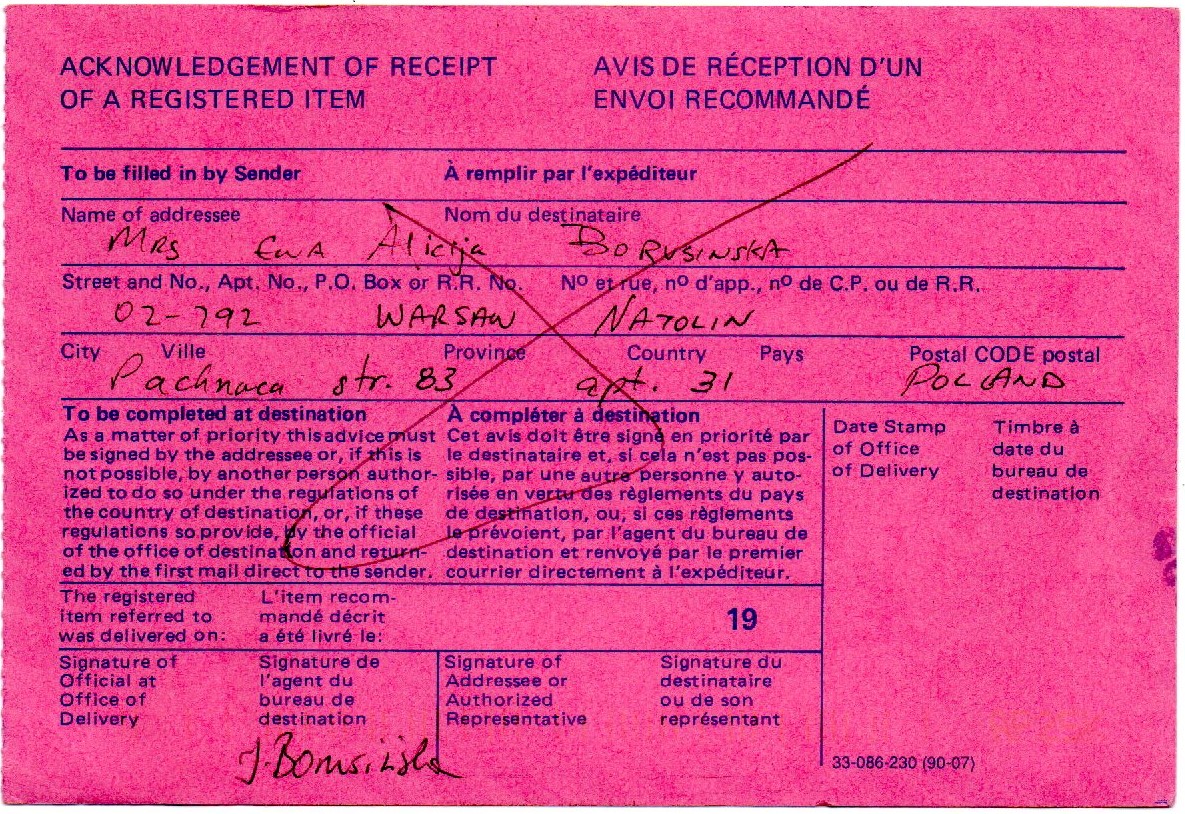 ACKNOWLEDGEMENT OF RECEIPT
OF A REGISTERED ITEM
AVIS DE RÉCEPTION D'UN
ENVOI RECOMMANDÉ
To be filled in by Sender À remplir par l'expéditeur
Name of addressee Nom du destinataire
MRS EWA Alicija BORUSINSKA
Street and No., Apt. No., P.O. Box or R.R. No. Nº et rue, nº d'app., nº de C.P. ou de R.R.
02-792 WARSAW NATOLIN
City Ville Province Country Pays Postal CODE postal
Pachnaca str. 83 apt. 31 POLAND
To be completed at destination
As a matter of priority this advice must
be signed by the addressee or, if this is
not possible, by another person author-
ized to do so under the regulations of
the country of destination, or, if these
regulations so provide, by the official
of the office of destination and return-
ed by the first mail direct to the sender.
À compléter à destination
Cet avis doit être signé en priorité par
le destinataire et, si cela n'est pas pos-
sible, par une autre personne y auto-
risée en vertu des règlements du pays
de destination, ou, si ces règlements
le prévoient, par l'agent du bureau de
destination et renvoyé par le premier
courrier directement à l'expéditeur.
Date Stamp
of Office
of Delivery
Timbre à
date du
bureau de
destination
The registered
item referred to
was delivered on:
L'item recom-
mandé décrit
a été livré le:
19
Signature of
Official at
Office of
Delivery
Signature de
l'agent du
bureau de
destination
Signature of
Addressee or
Authorized
Representative
Signature du
destinataire
ou de son
représentant
33-086-230 (90-07)